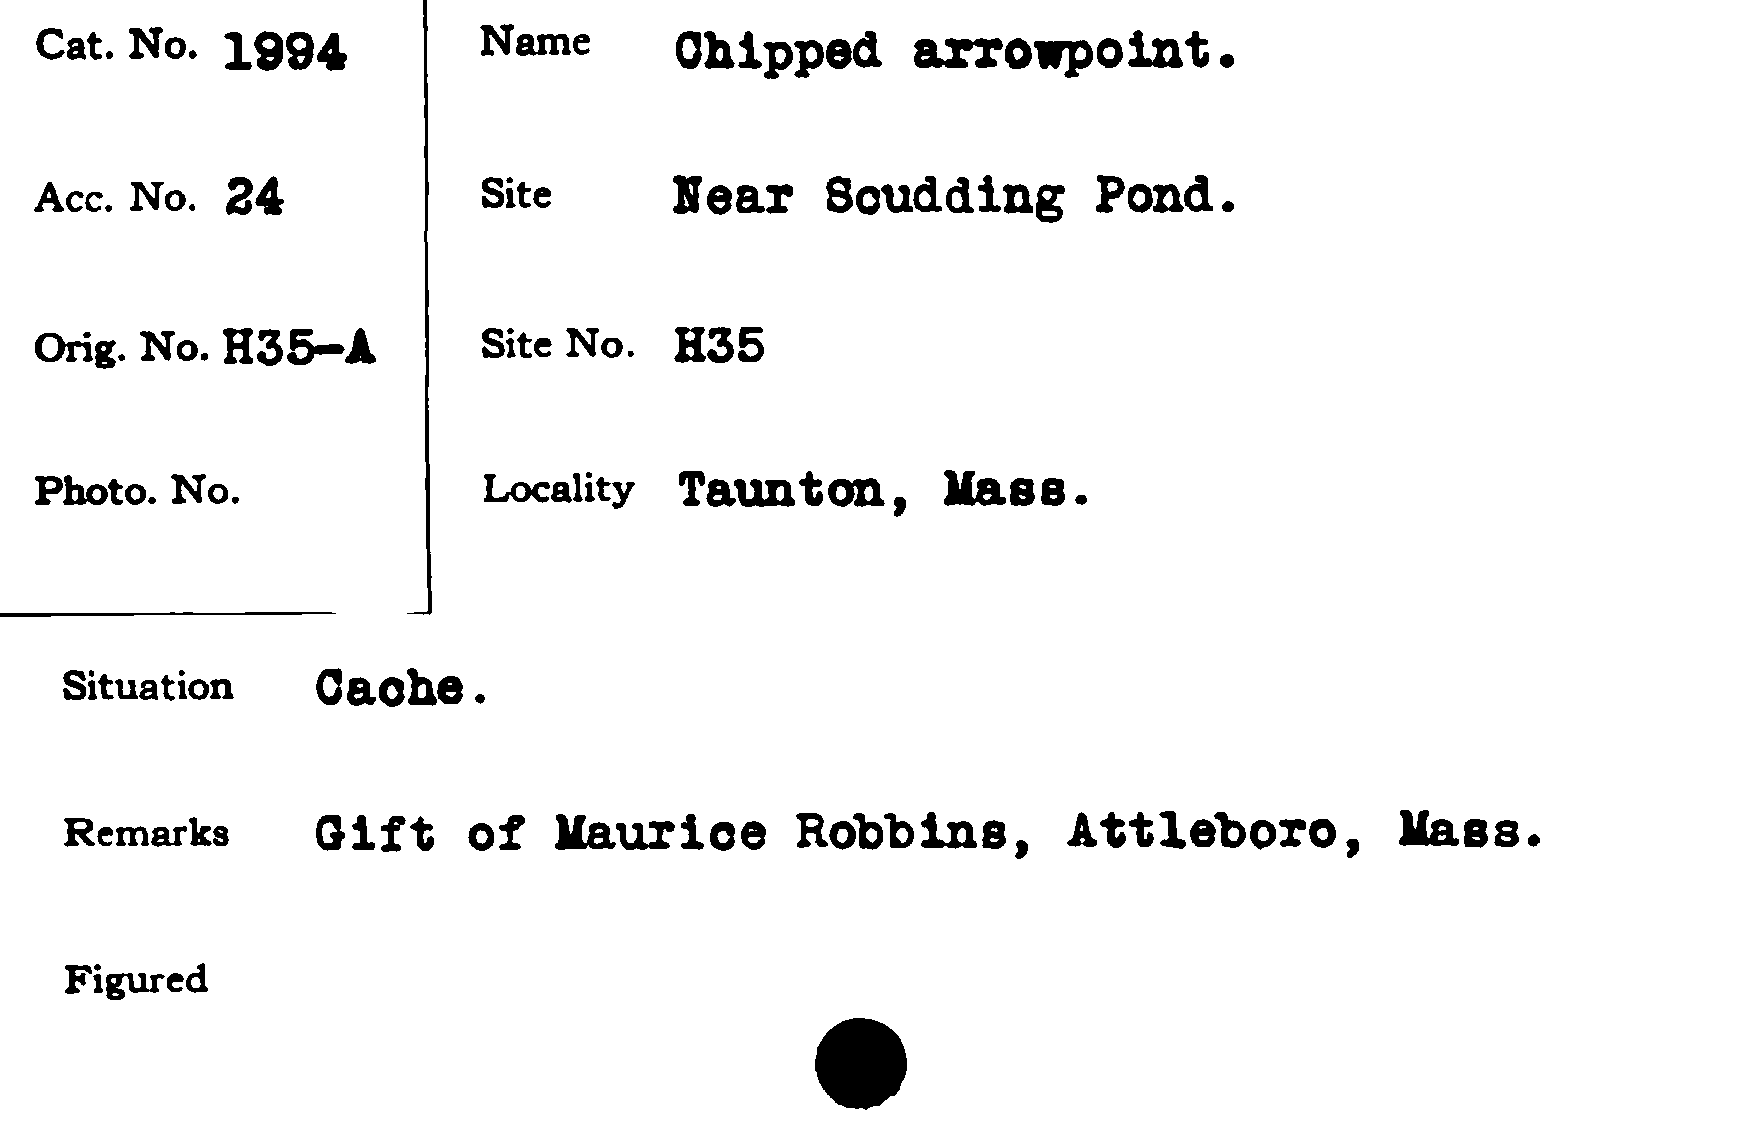 Cat. No. 1994
Acc. No. 24
Orig. No. H35-A
Photo. No.
Name Chipped arrowpoint.
Site Near Scudding Pond.
Site No. H35
Locality Taunton, Mass.
Situation Cache.
Remarks Gift of Maurice Robbins, Attleboro, Mass.
Figured